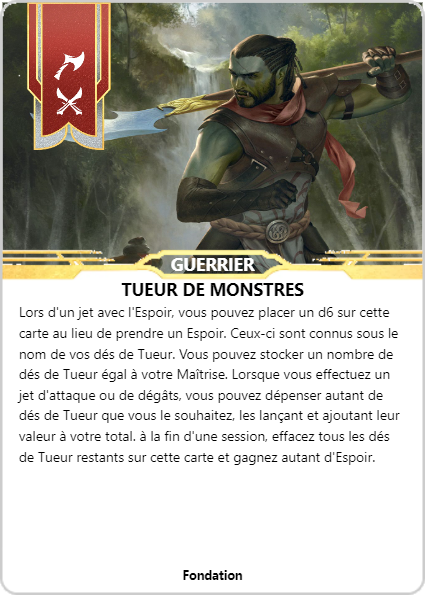 GUERRIER
TUEUR DE MONSTRES
Lors d'un jet avec l'Espoir, vous pouvez placer un d6 sur cette
carte au lieu de prendre un Espoir. Ceux-ci sont connus sous le
nom de vos dés de Tueur. Vous pouvez stocker un nombre de
dés de Tueur égal à votre Maîtrise. Lorsque vous effectuez un
jet d'attaque ou de dégâts, vous pouvez dépenser autant de
dés de Tueur que vous le souhaitez, les lançant et ajoutant leur
valeur à votre total. à la fin d'une session, effacez tous les dés
de Tueur restants sur cette carte et gagnez autant d'Espoir.
Fondation